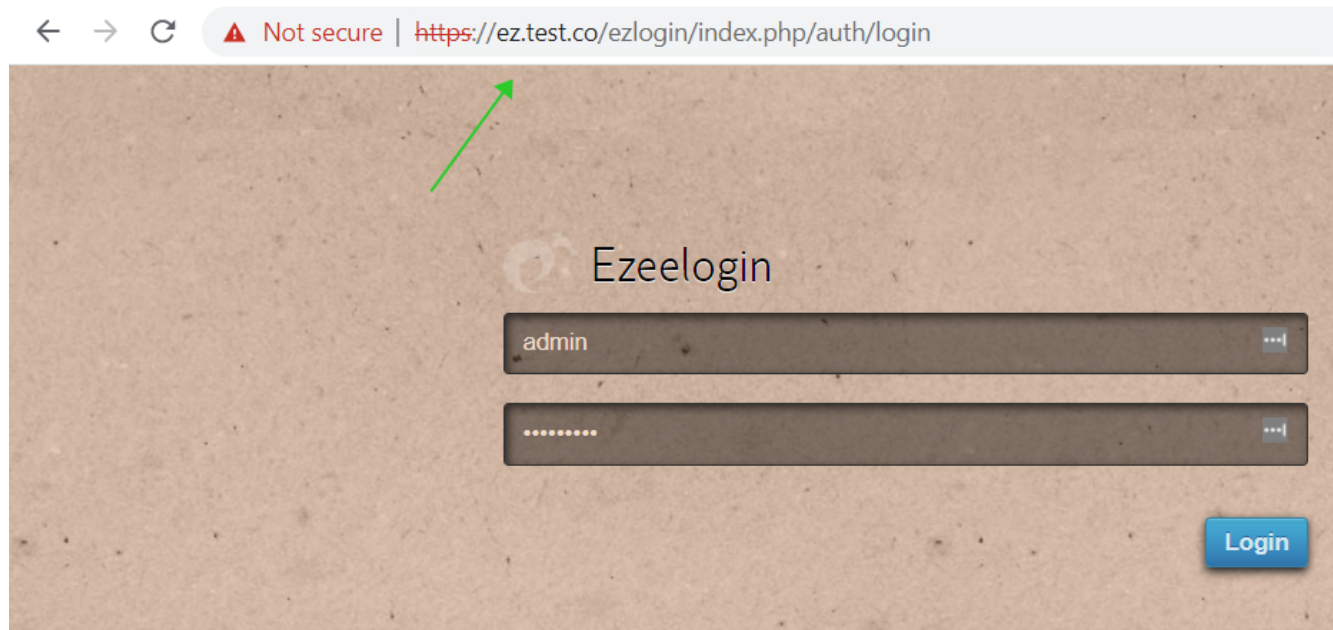 Not secure | https://ez.test.co/ezlogin/index.php/auth/login
Ezeelogin
admin
•••••••••
Login